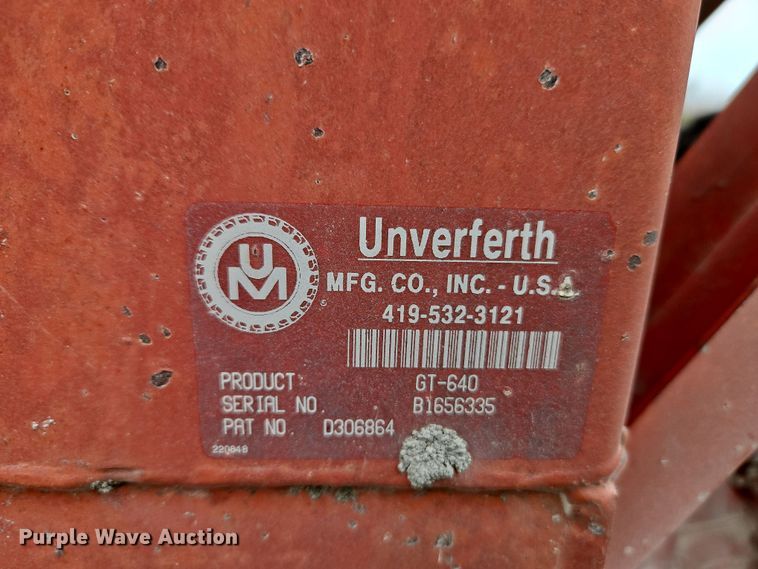 UM
Unverferth
MFG. CO., INC. - U.S.A.
419-532-3121
PRODUCT GT-640
SERIAL NO. B1656335
PAT NO. D306864
220848
Purple Wave Auction